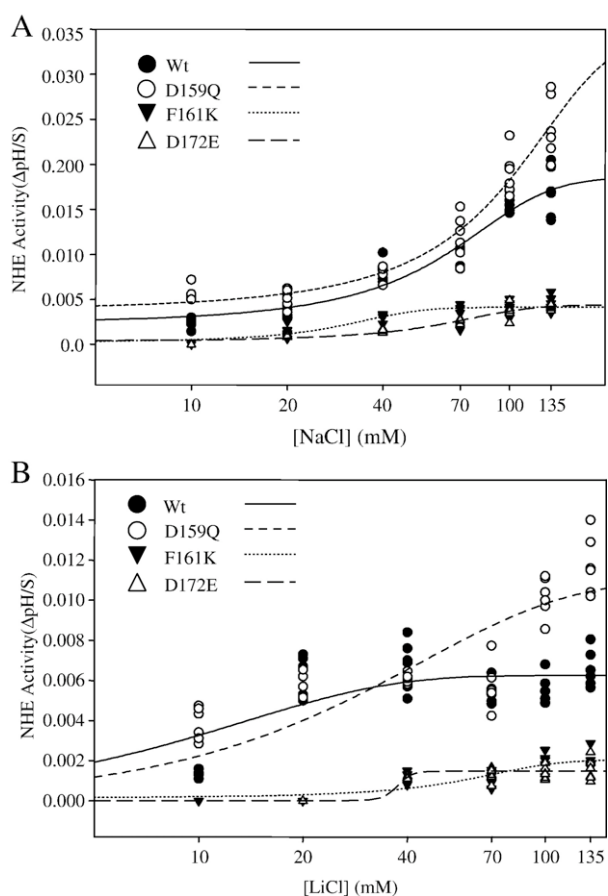 A
NHE Activity(ΔpH/S)
0.035
0.030
0.025
0.020
0.015
0.010
0.005
0.0
Wt
D159Q
F161K
D172E
10 20 40 70 100 135
[NaCl] (mM)
B
NHE Activity(ΔpH/S)
0.016
0.014
0.012
0.010
0.008
0.006
0.004
0.002
0.000
Wt
D159Q
F161K
D172E
10 20 40 70 100 135
[LiCl] (mM)